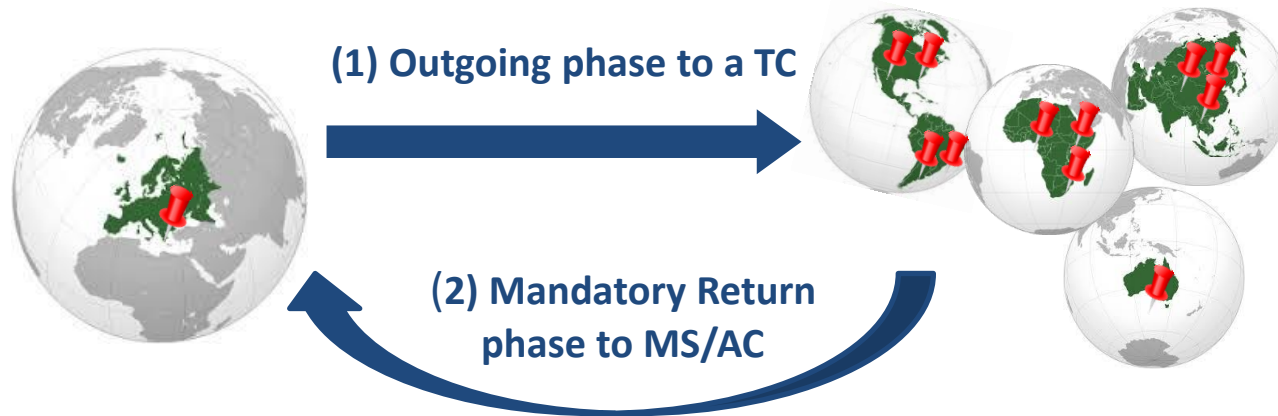 (1) Outgoing phase to a TC
(2) Mandatory Return
phase to MS/AC